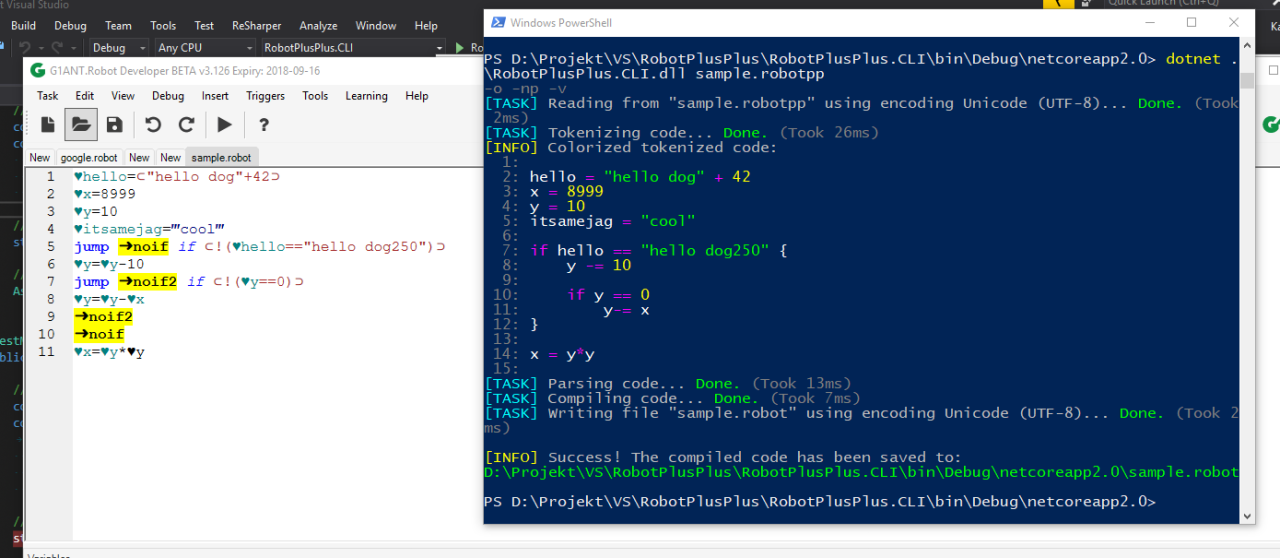 t Visual Studio
Quick Launch (Ctrl+Q)
Build Debug Team Tools Test ReSharper Analyze Window Help
Debug Any CPU RobotPlusPlus.CLI
G1ANT.Robot Developer BETA v3.126 Expiry: 2018-09-16
Task Edit View Debug Insert Triggers Tools Learning Help
New google.robot New New sample.robot
1 ♥hello=⊂"hello dog"+42⊃
2 ♥x=8999
3 ♥y=10
4 ♥itsamejag=‴cool‴
5 jump ➜noif if ⊂!(♥hello=="hello dog250")⊃
6 ♥y=♥y-10
7 jump ➜noif2 if ⊂!(♥y==0)⊃
8 ♥y=♥y-♥x
9 ➜noif2
10 ➜noif
11 ♥x=♥y*♥y
Windows PowerShell
PS D:\Projekt\VS\RobotPlusPlus\RobotPlusPlus.CLI\bin\Debug\netcoreapp2.0> dotnet .
\RobotPlusPlus.CLI.dll sample.robotpp
-o -np -v
[TASK] Reading from "sample.robotpp" using encoding Unicode (UTF-8)... Done. (Took
2ms)
[TASK] Tokenizing code... Done. (Took 26ms)
[INFO] Colorized tokenized code:
1:
2: hello = "hello dog" + 42
3: x = 8999
4: y = 10
5: itsamejag = "cool"
6:
7: if hello == "hello dog250" {
8: y -= 10
9:
10: if y == 0
11: y-= x
12: }
13:
14: x = y*y
15:
[TASK] Parsing code... Done. (Took 13ms)
[TASK] Compiling code... Done. (Took 7ms)
[TASK] Writing file "sample.robot" using encoding Unicode (UTF-8)... Done. (Took 2
ms)
[INFO] Success! The compiled code has been saved to:
D:\Projekt\VS\RobotPlusPlus\RobotPlusPlus.CLI\bin\Debug\netcoreapp2.0\sample.robot
PS D:\Projekt\VS\RobotPlusPlus\RobotPlusPlus.CLI\bin\Debug\netcoreapp2.0>
Variables